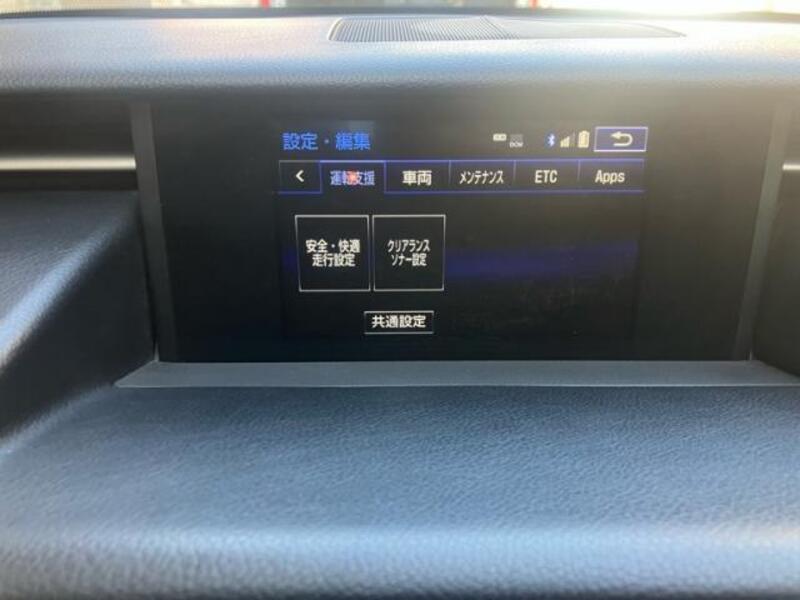 設定・編集
DCM
運転支援 車両 メンテナンス ETC Apps
安全・快適
走行設定
クリアランス
ソナー設定
共通設定